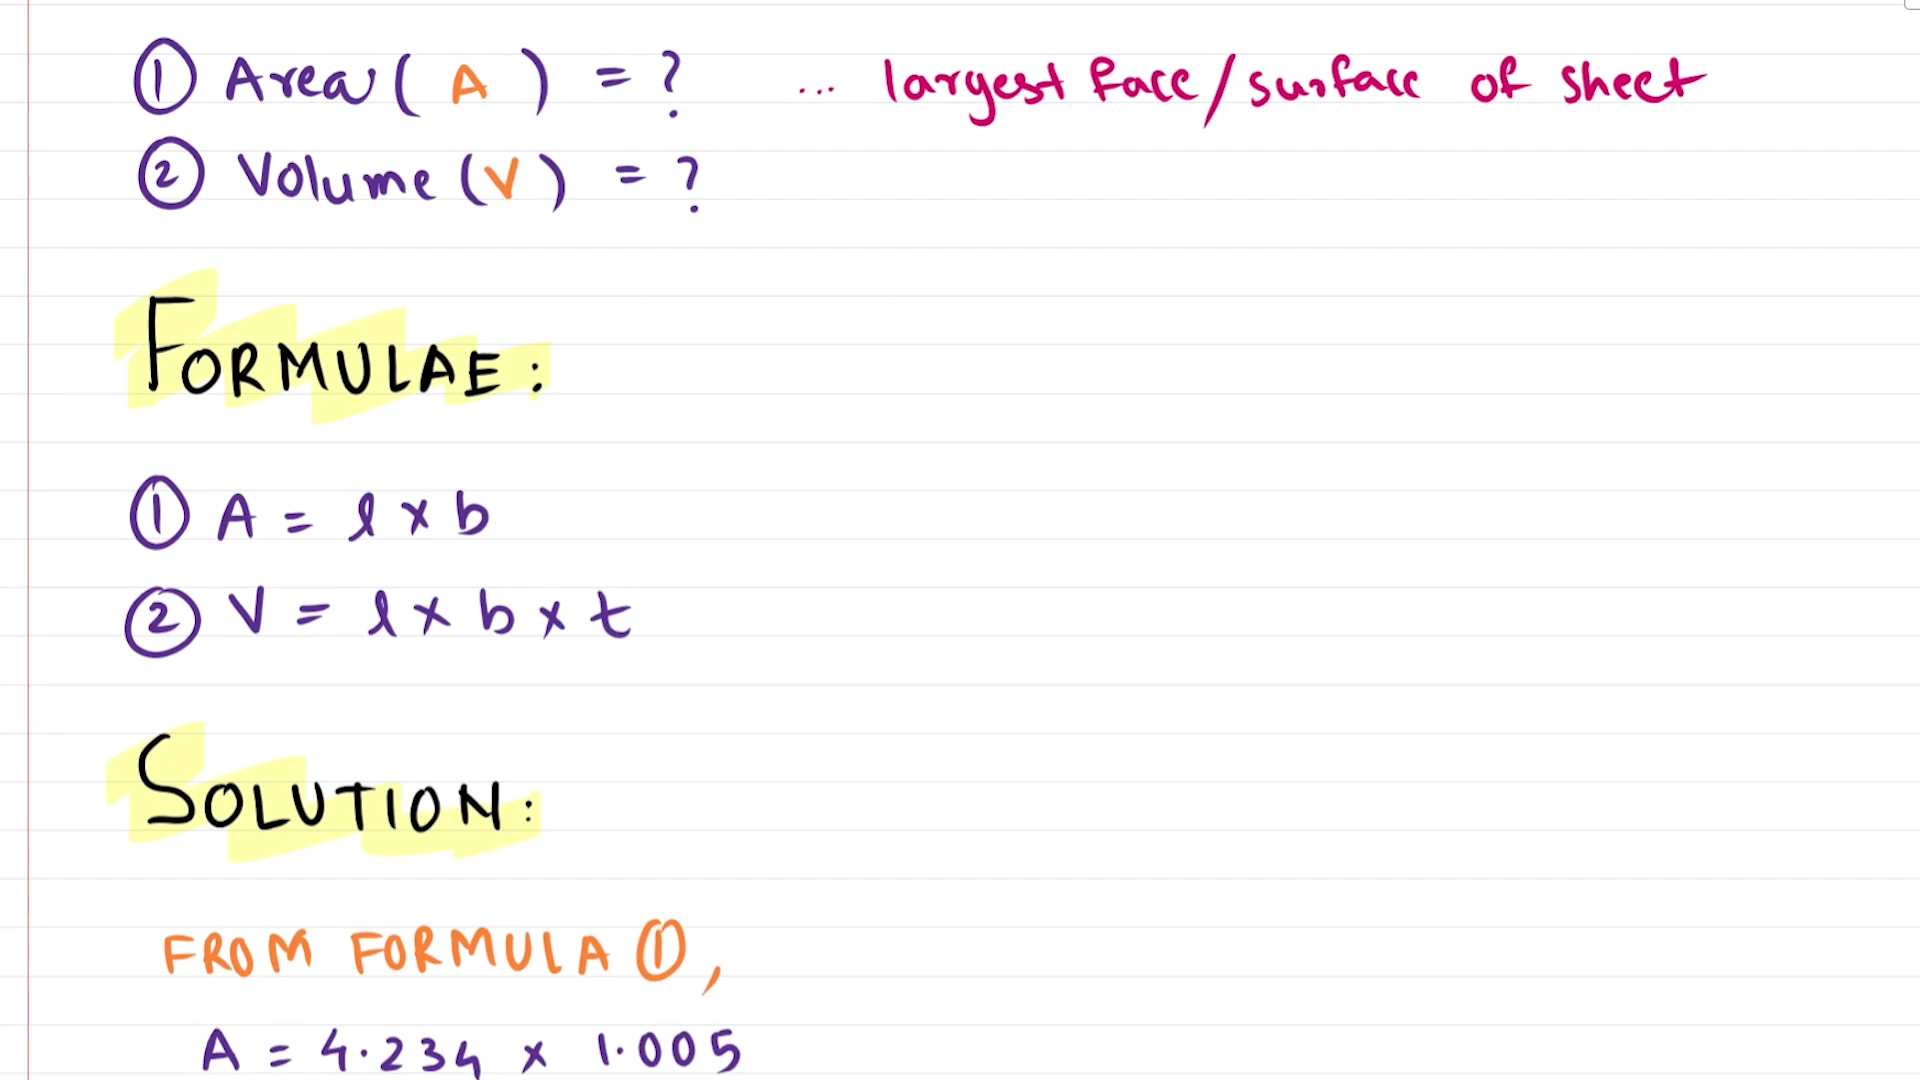 ① Area ( A ) = ? ... largest face/surface of sheet
② Volume (V) = ?
FORMULAE:
① A = l × b
② V = l × b × t
SOLUTION:
FROM FORMULA ①,
A = 4.234 × 1.005